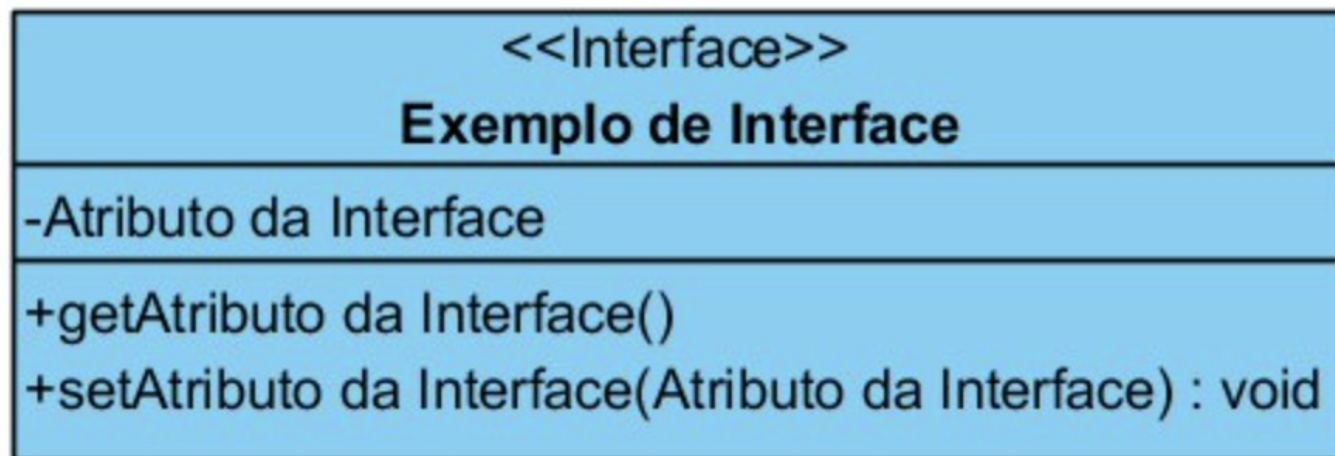 <<Interface>>
Exemplo de Interface
-Atributo da Interface
+getAtributo da Interface()
+setAtributo da Interface(Atributo da Interface) : void